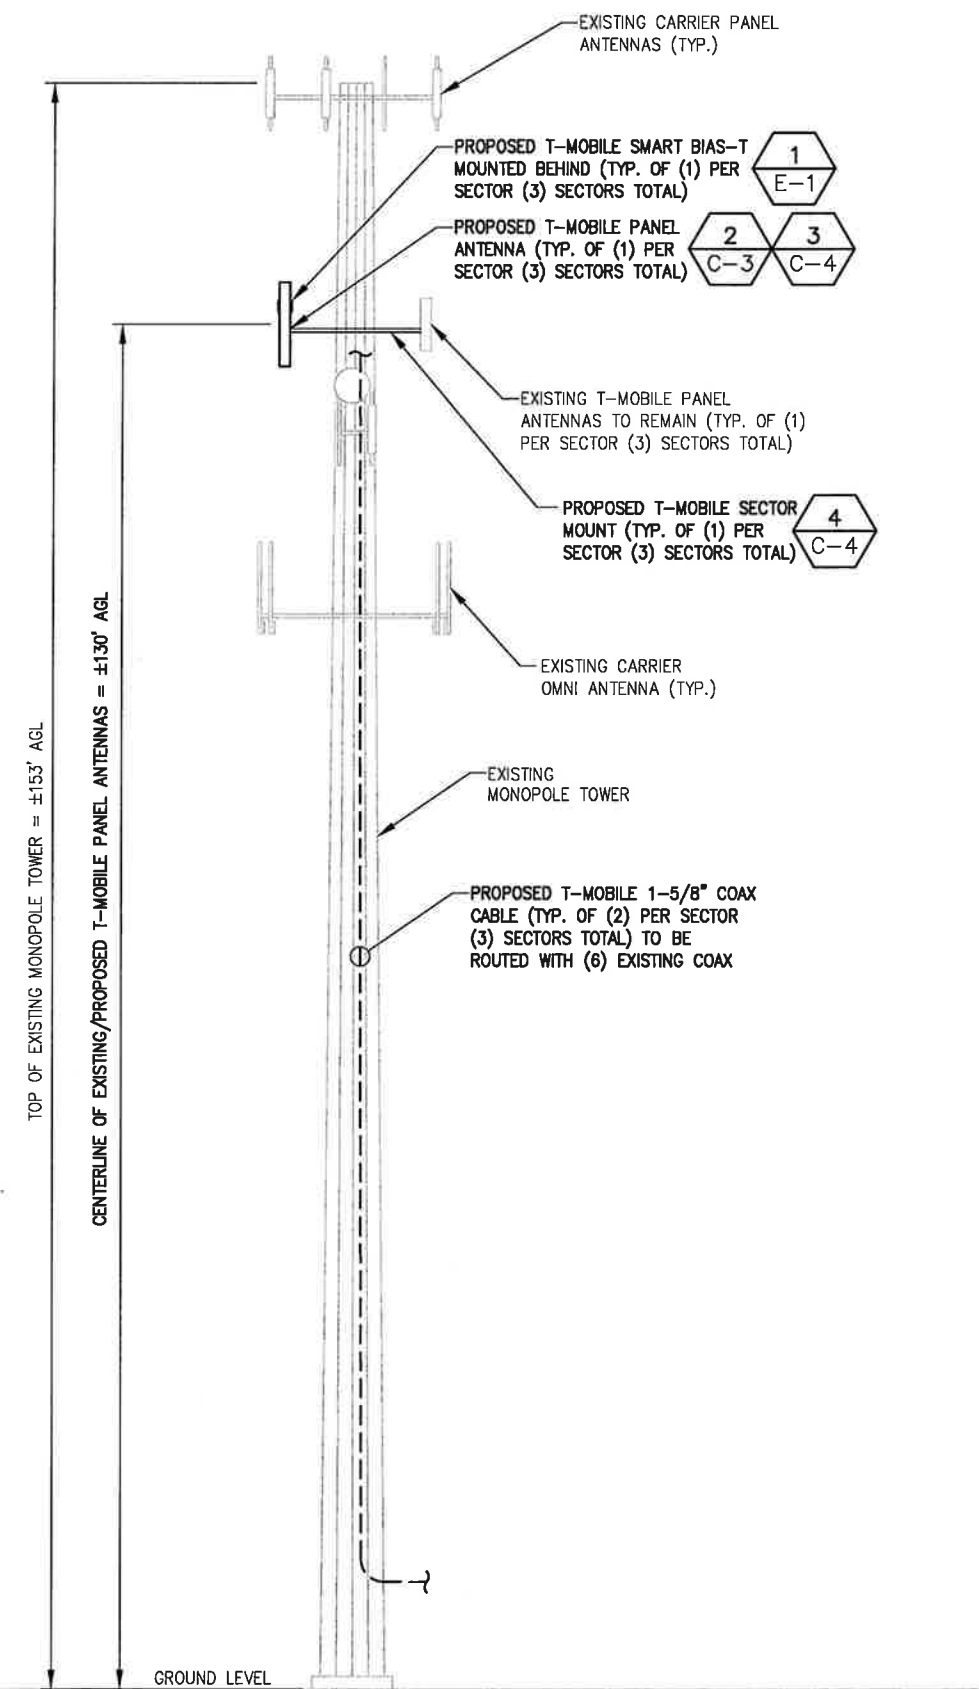 EXISTING CARRIER PANEL
ANTENNAS (TYP.)
PROPOSED T-MOBILE SMART BIAS-T
MOUNTED BEHIND (TYP. OF (1) PER
SECTOR (3) SECTORS TOTAL)
1
E-1
PROPOSED T-MOBILE PANEL
ANTENNA (TYP. OF (1) PER
SECTOR (3) SECTORS TOTAL)
2
C-3
3
C-4
EXISTING T-MOBILE PANEL
ANTENNAS TO REMAIN (TYP. OF (1)
PER SECTOR (3) SECTORS TOTAL)
PROPOSED T-MOBILE SECTOR
MOUNT (TYP. OF (1) PER
SECTOR (3) SECTORS TOTAL)
4
C-4
EXISTING CARRIER
OMNI ANTENNA (TYP.)
EXISTING
MONOPOLE TOWER
PROPOSED T-MOBILE 1-5/8" COAX
CABLE (TYP. OF (2) PER SECTOR
(3) SECTORS TOTAL) TO BE
ROUTED WITH (6) EXISTING COAX
TOP OF EXISTING MONOPOLE TOWER = ±153' AGL
CENTERLINE OF EXISTING/PROPOSED T-MOBILE PANEL ANTENNAS = ±130' AGL
GROUND LEVEL